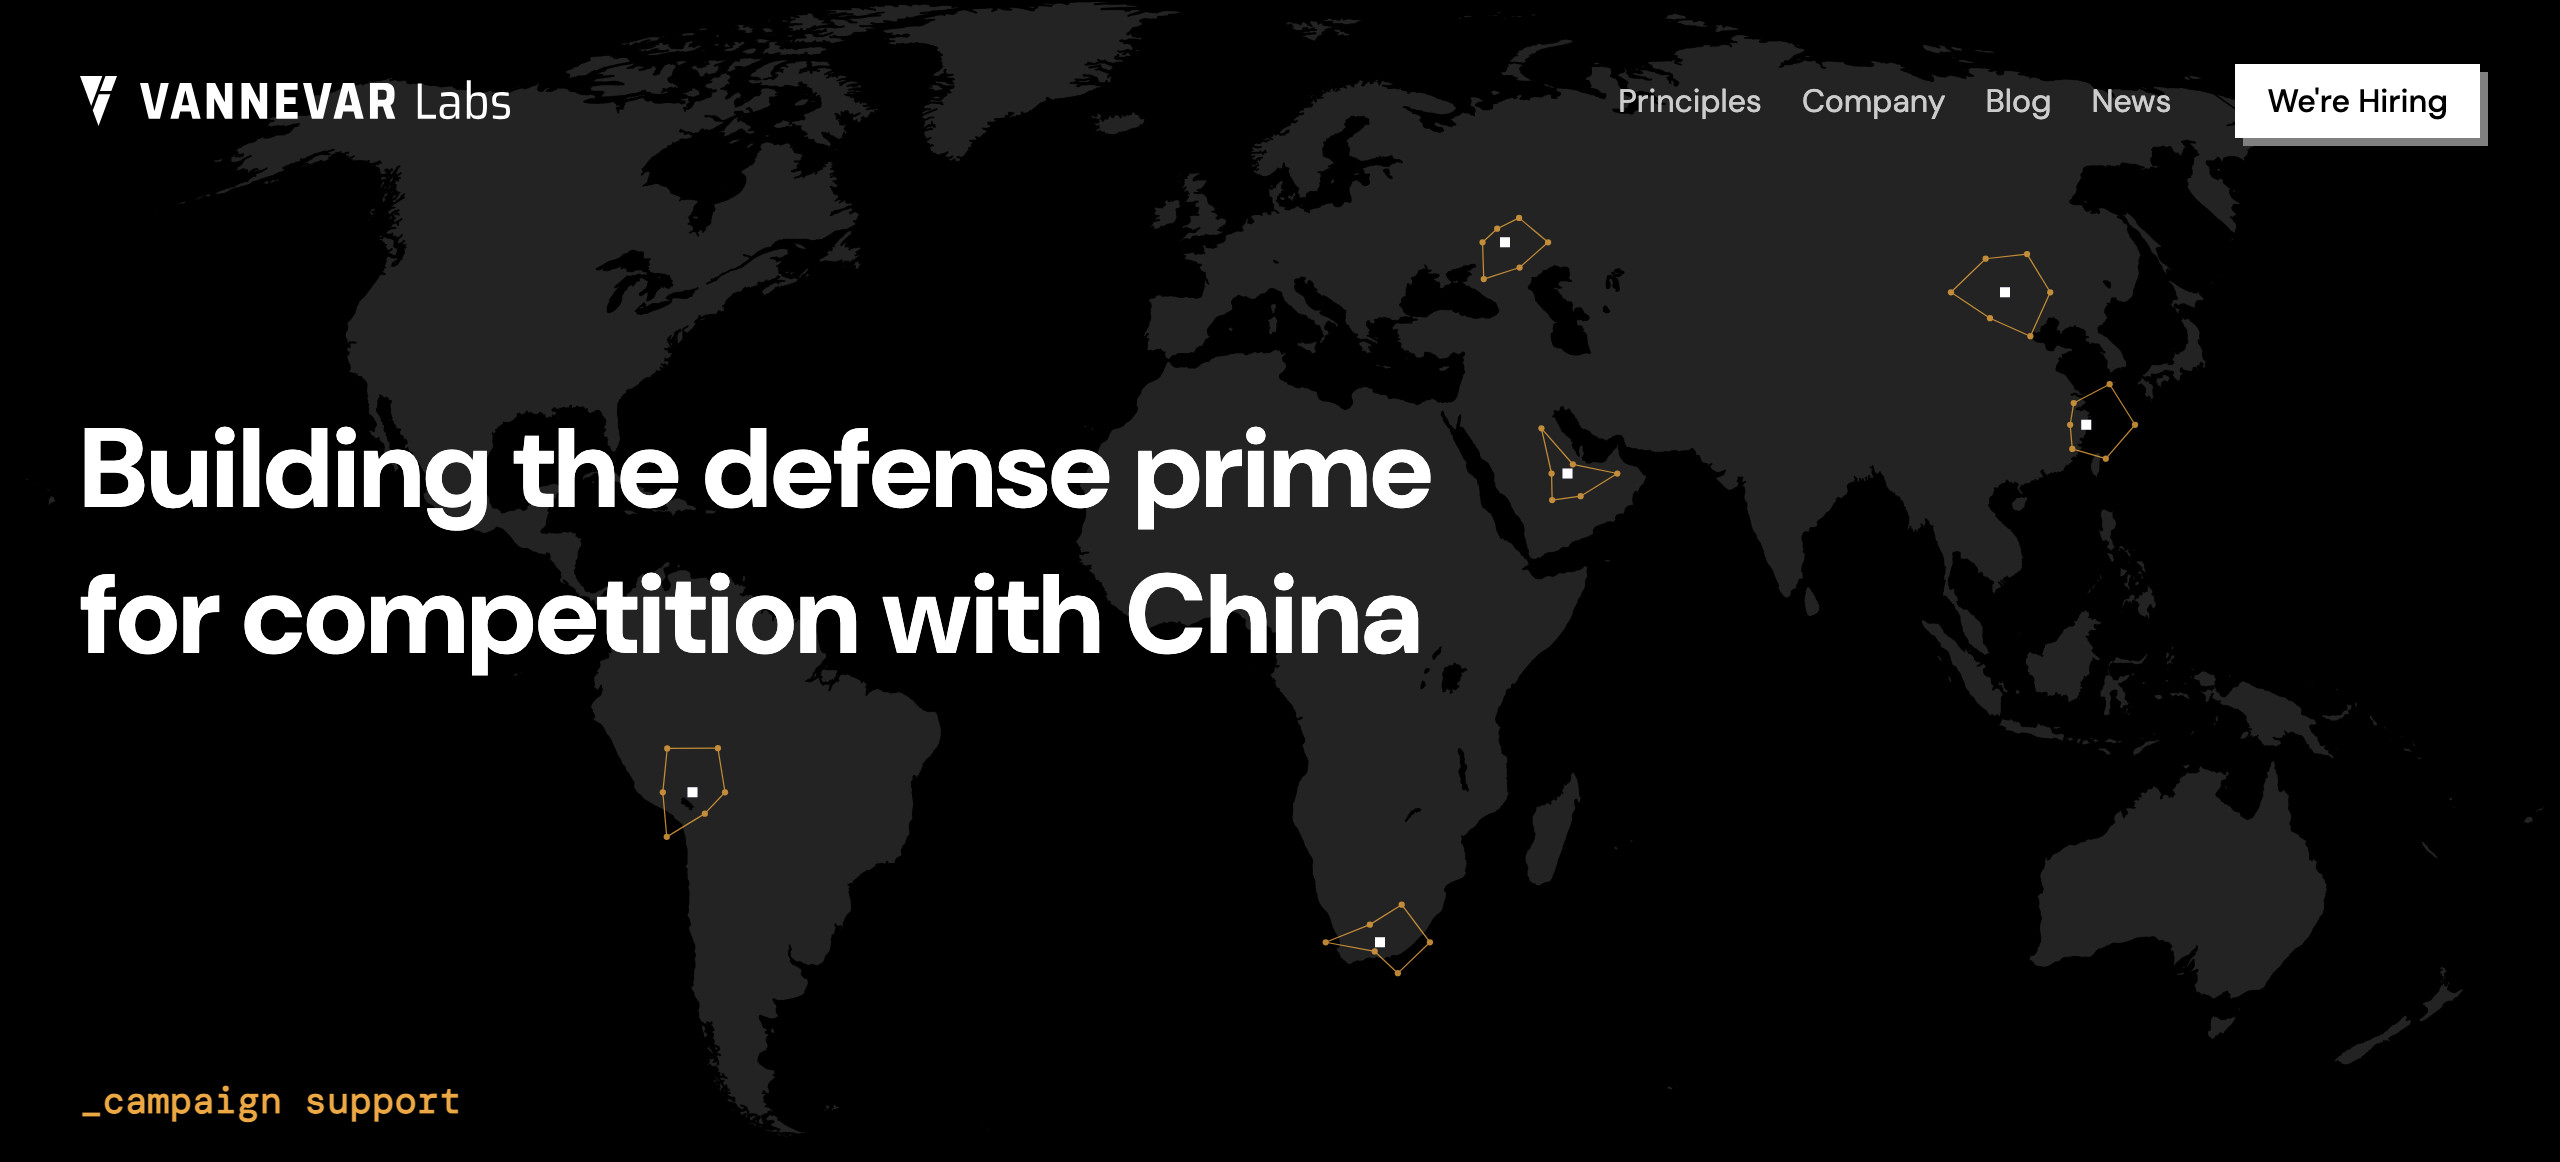 VANNEVAR Labs
Principles Company Blog News We're Hiring
Building the defense prime
for competition with China
_campaign support